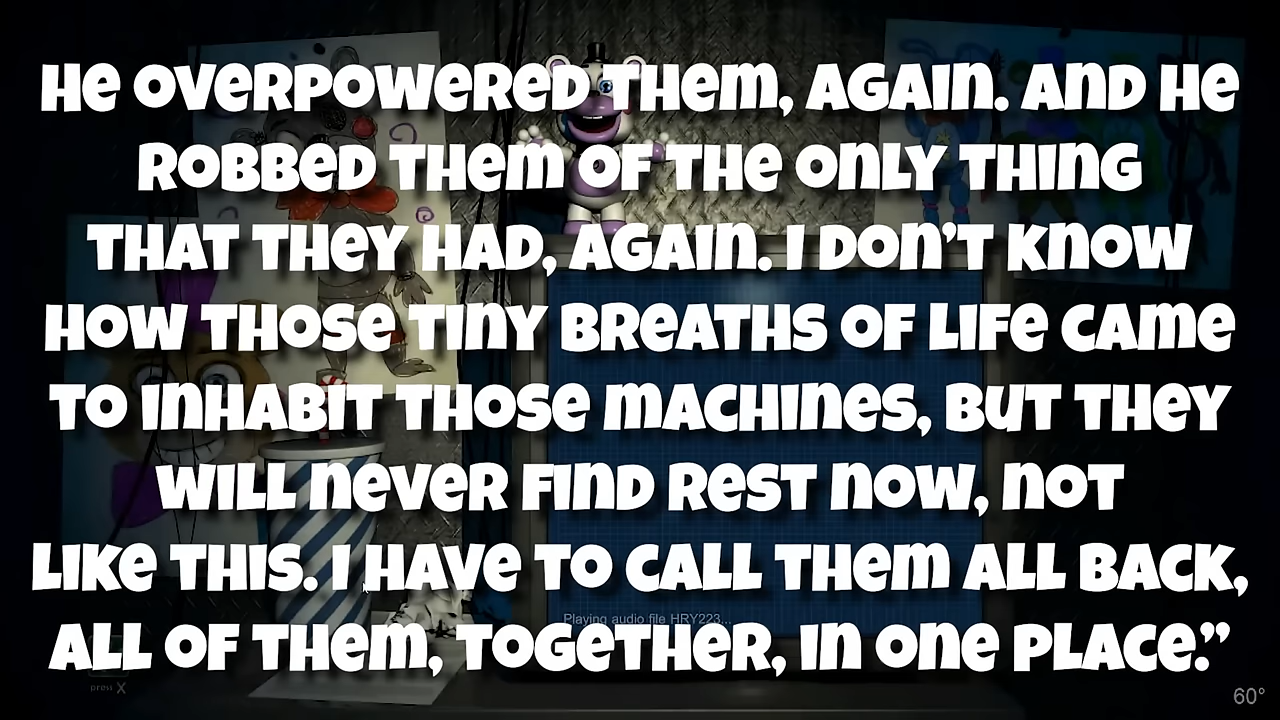 He overpowered them, again. And he
robbed them of the only thing
that they had, again. I don't know
how those tiny breaths of life came
to inhabit those machines, but they
will never find rest now, not
like this. I have to call them all back,
all of them, together, in one place.”
Playing audio file HRY223...
press X
60°